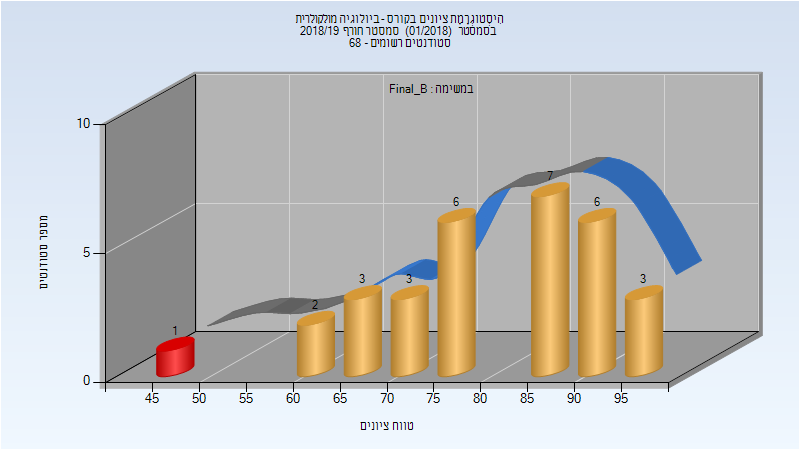 היסטוגרמת ציונים בקורס - ביולוגיה מולקולרית
בסמסטר (01/2018) סמסטר חורף 2018/19
סטודנטים רשומים - 68
במשימה : Final_B
מספר סטודנטים
10
5
0
1
2
3
3
6
7
6
3
45 50 55 60 65 70 75 80 85 90 95
טווח ציונים